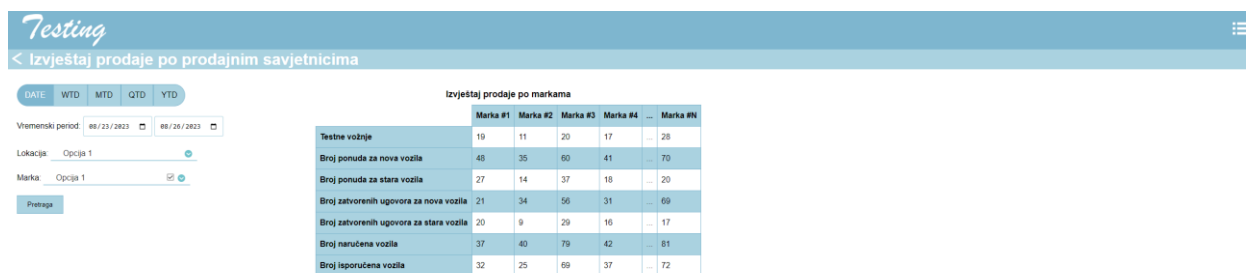 Testing
< Izvještaj prodaje po prodajnim savjetnicima
DATE WTD MTD QTD YTD
Vremenski period: 08/23/2023 08/26/2023
Lokacija: Opcija 1
Marka: Opcija 1
Pretraga
Izvještaj prodaje po markama
Marka #1 Marka #2 Marka #3 Marka #4 ... Marka #N
Testne vožnje 19 11 20 17 ... 28
Broj ponuda za nova vozila 48 35 60 41 ... 70
Broj ponuda za stara vozila 27 14 37 18 ... 20
Broj zatvorenih ugovora za nova vozila 21 34 56 31 ... 69
Broj zatvorenih ugovora za stara vozila 20 9 29 16 ... 17
Broj naručena vozila 37 40 79 42 ... 81
Broj isporučena vozila 32 25 69 37 ... 72